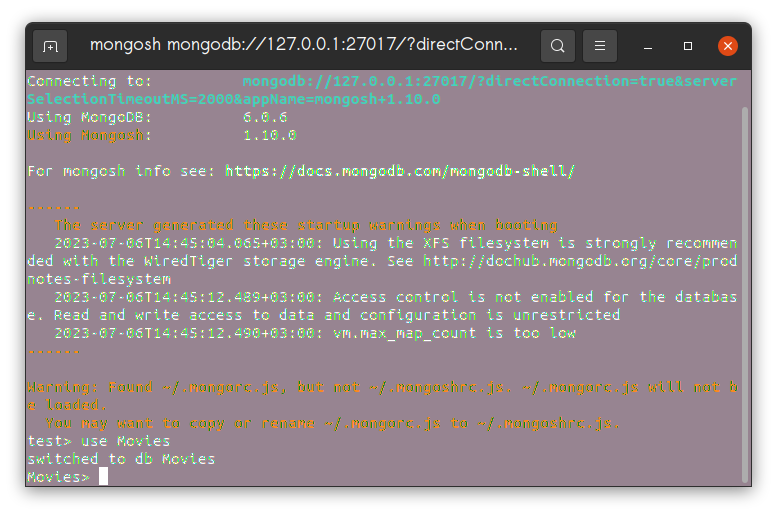 mongosh mongodb://127.0.0.1:27017/?directConn...
Connecting to: mongodb://127.0.0.1:27017/?directConnection=true&server
SelectionTimeoutMS=2000&appName=mongosh+1.10.0
Using MongoDB: 6.0.6
Using Mongosh: 1.10.0
For mongosh info see: https://docs.mongodb.com/mongodb-shell/
------
The server generated these startup warnings when booting
2023-07-06T14:45:04.065+03:00: Using the XFS filesystem is strongly recommen
ded with the WiredTiger storage engine. See http://dochub.mongodb.org/core/prod
notes-filesystem
2023-07-06T14:45:12.489+03:00: Access control is not enabled for the databas
e. Read and write access to data and configuration is unrestricted
2023-07-06T14:45:12.490+03:00: vm.max_map_count is too low
------
Warning: Found ~/.mongorc.js, but not ~/.mongoshrc.js. ~/.mongorc.js will not b
e loaded.
You may want to copy or rename ~/.mongorc.js to ~/.mongoshrc.js.
test> use Movies
switched to db Movies
Movies>